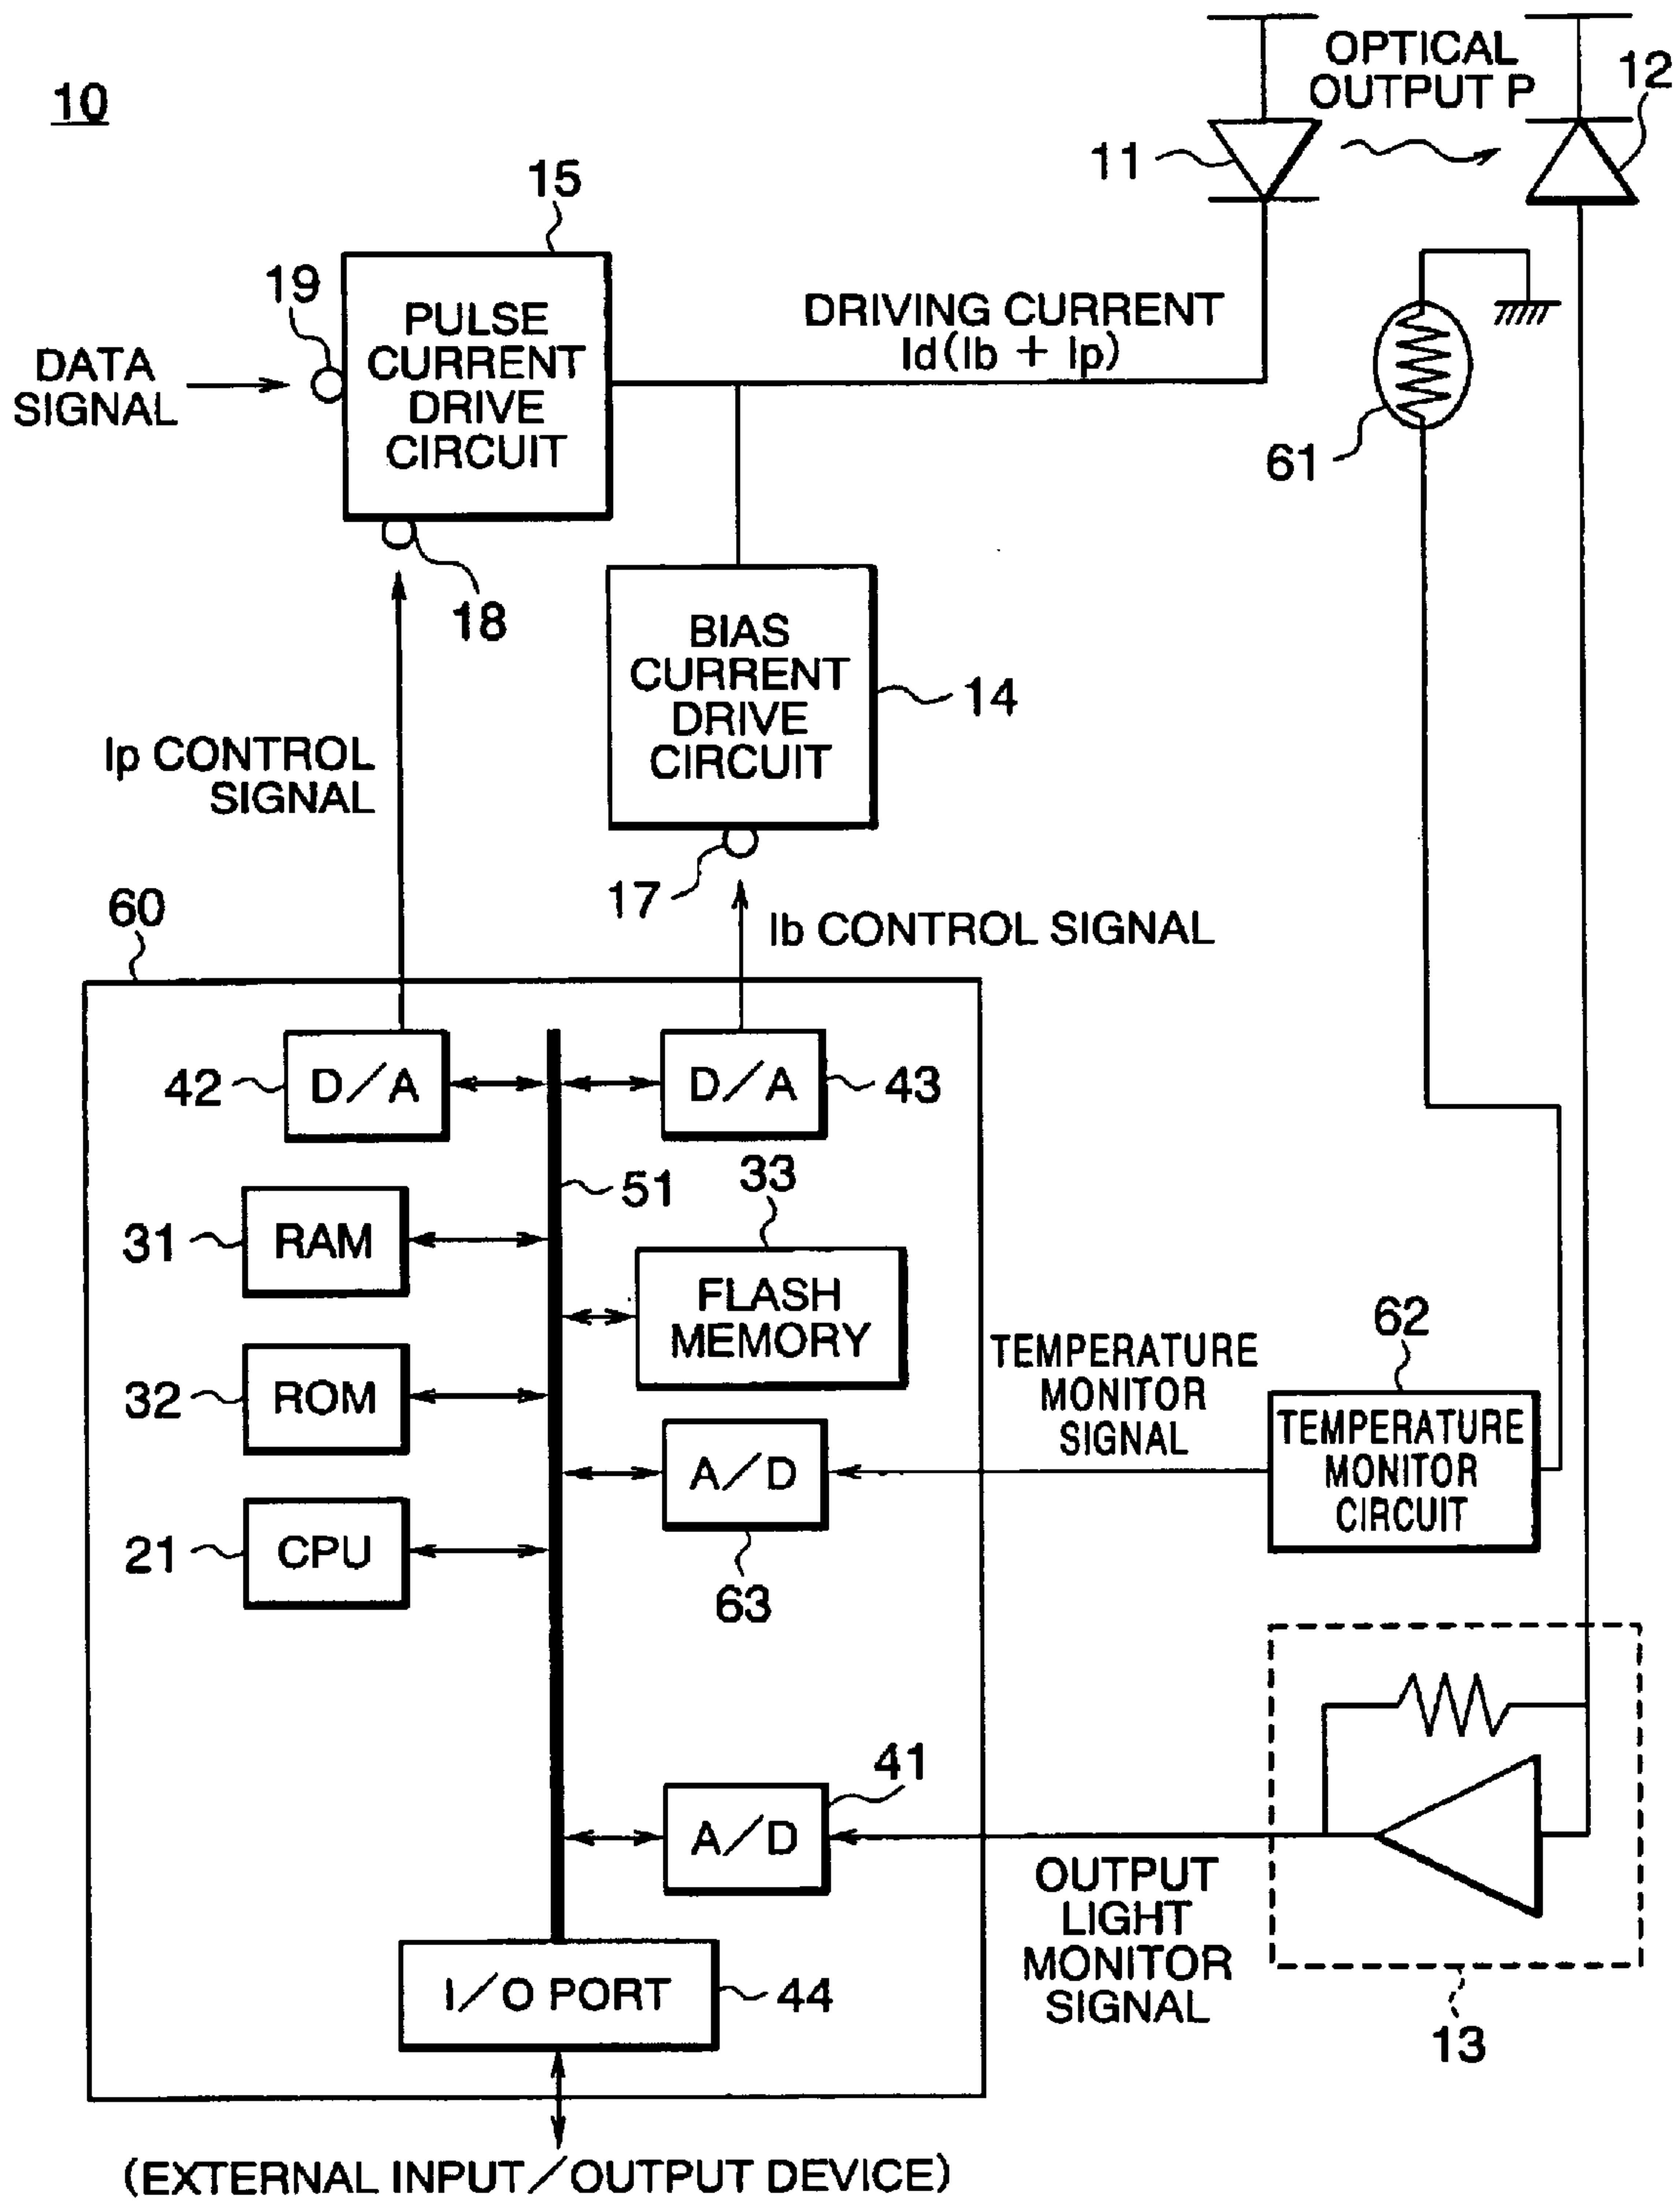 10
OPTICAL
OUTPUT P
12
11
15
19
PULSE
CURRENT
DRIVE
CIRCUIT
DATA
SIGNAL
DRIVING CURRENT
Id(Ib + Ip)
61
18
BIAS
CURRENT
DRIVE
CIRCUIT
14
Ip CONTROL
SIGNAL
17
60
Ib CONTROL SIGNAL
42
D/A
D/A
43
51
33
31
RAM
FLASH
MEMORY
62
32
ROM
TEMPERATURE
MONITOR
SIGNAL
TEMPERATURE
MONITOR
CIRCUIT
A/D
21
CPU
63
41
A/D
OUTPUT
LIGHT
MONITOR
SIGNAL
I/O PORT
44
13
(EXTERNAL INPUT/OUTPUT DEVICE)